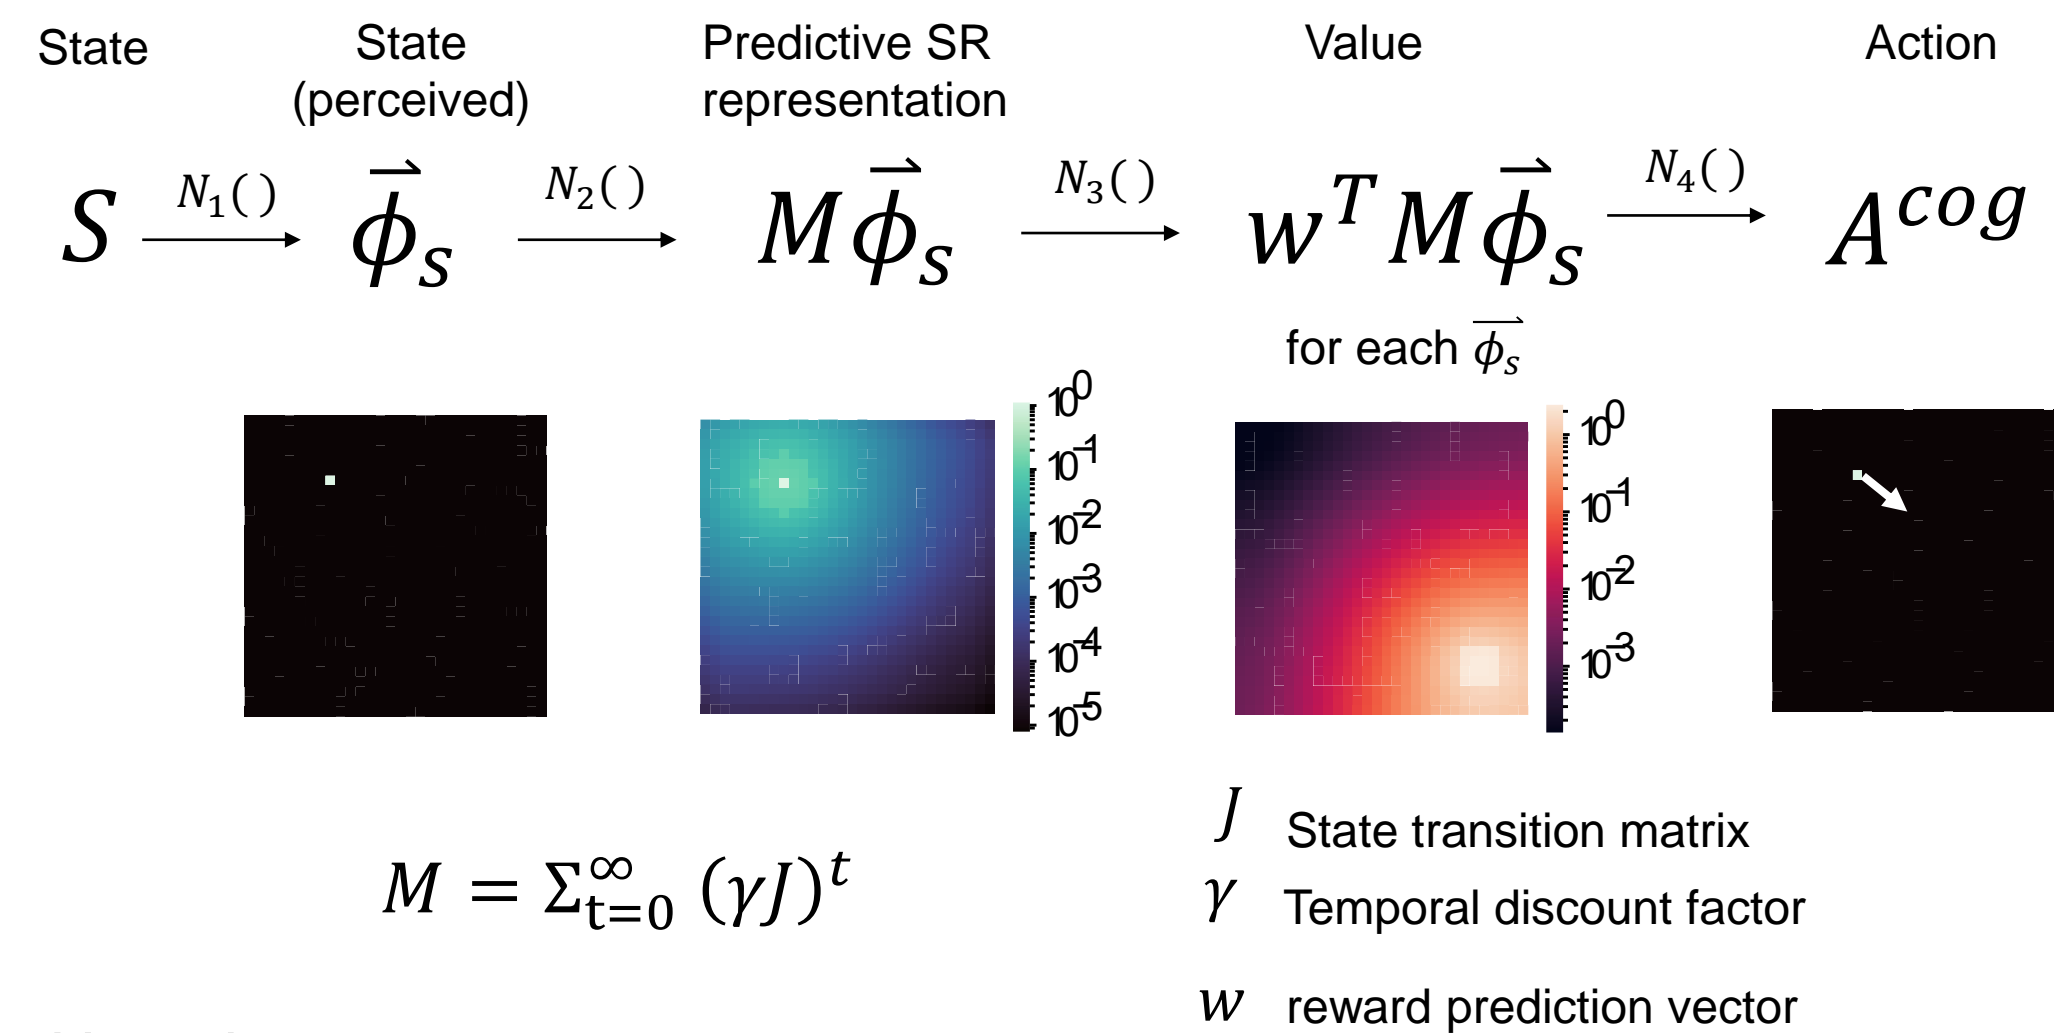 State
State
(perceived)
Predictive SR
representation
Value
Action
S N₁( ) ϕ⃗ₛ N₂( ) Mϕ⃗ₛ N₃( ) wᵀMϕ⃗ₛ N₄( ) Aᶜᵒᵍ
for each ϕ⃗ₛ
10⁰
10⁻¹
10⁻²
10⁻³
10⁻⁴
10⁻⁵
10⁰
10⁻¹
10⁻²
10⁻³
M = Σ_{t=0}^{∞} (γJ)ᵗ
J State transition matrix
γ Temporal discount factor
w reward prediction vector